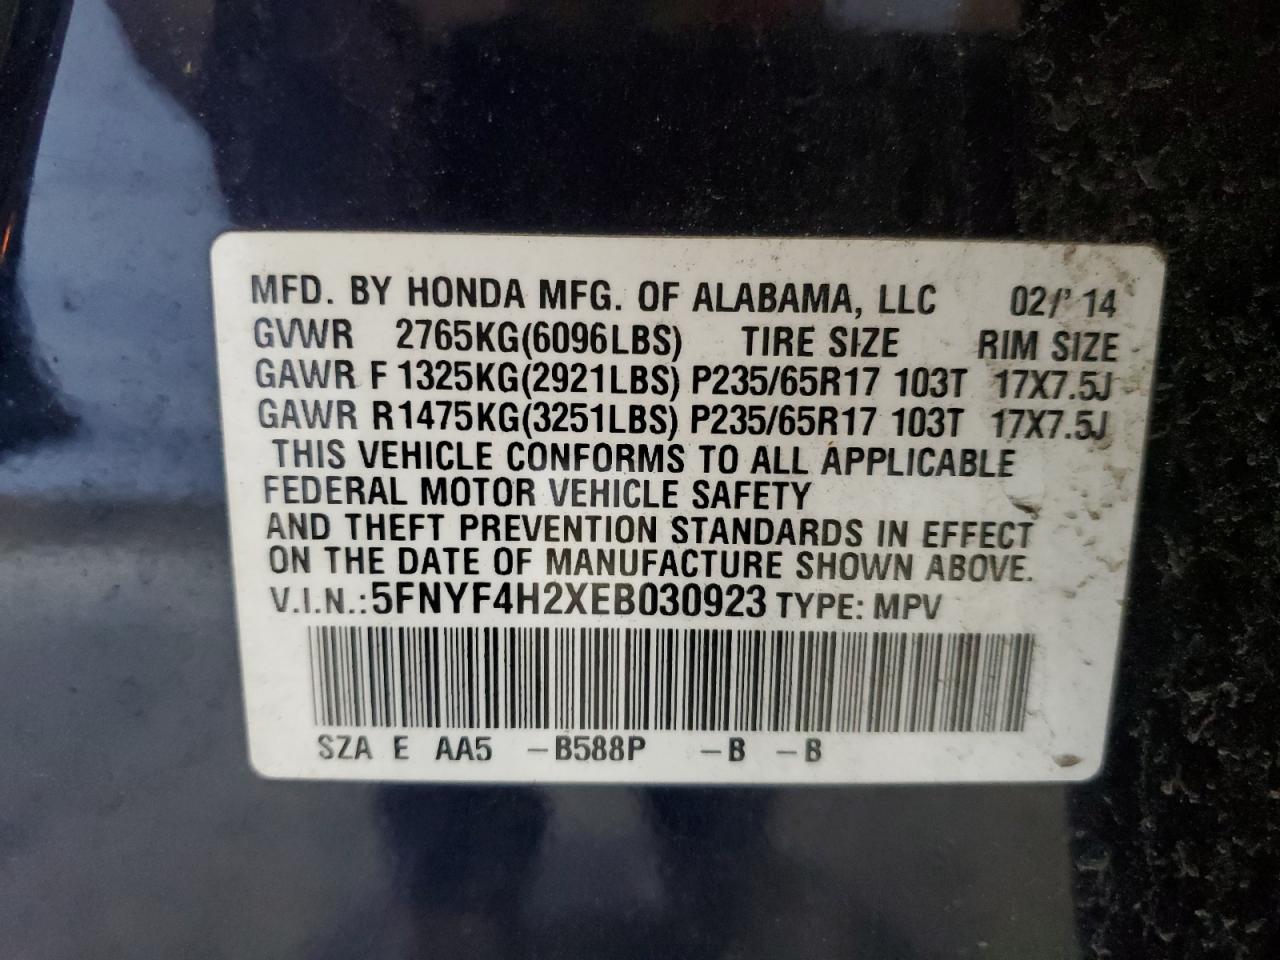 MFD. BY HONDA MFG. OF ALABAMA, LLC 02/ 14
GVWR 2765KG(6096LBS) TIRE SIZE RIM SIZE
GAWR F 1325KG(2921LBS) P235/65R17 103T 17X7.5J
GAWR R1475KG(3251LBS) P235/65R17 103T 17X7.5J
THIS VEHICLE CONFORMS TO ALL APPLICABLE
FEDERAL MOTOR VEHICLE SAFETY
AND THEFT PREVENTION STANDARDS IN EFFECT
ON THE DATE OF MANUFACTURE SHOWN ABOVE.
V.I.N.:5FNYF4H2XEB030923 TYPE: MPV
SZA E AA5 –B588P –B –B